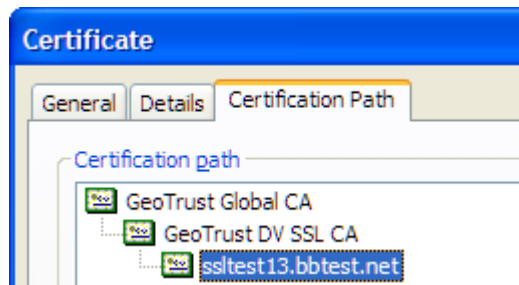 Certificate
General Details Certification Path
Certification path
GeoTrust Global CA
GeoTrust DV SSL CA
ssltest13.bbtest.net